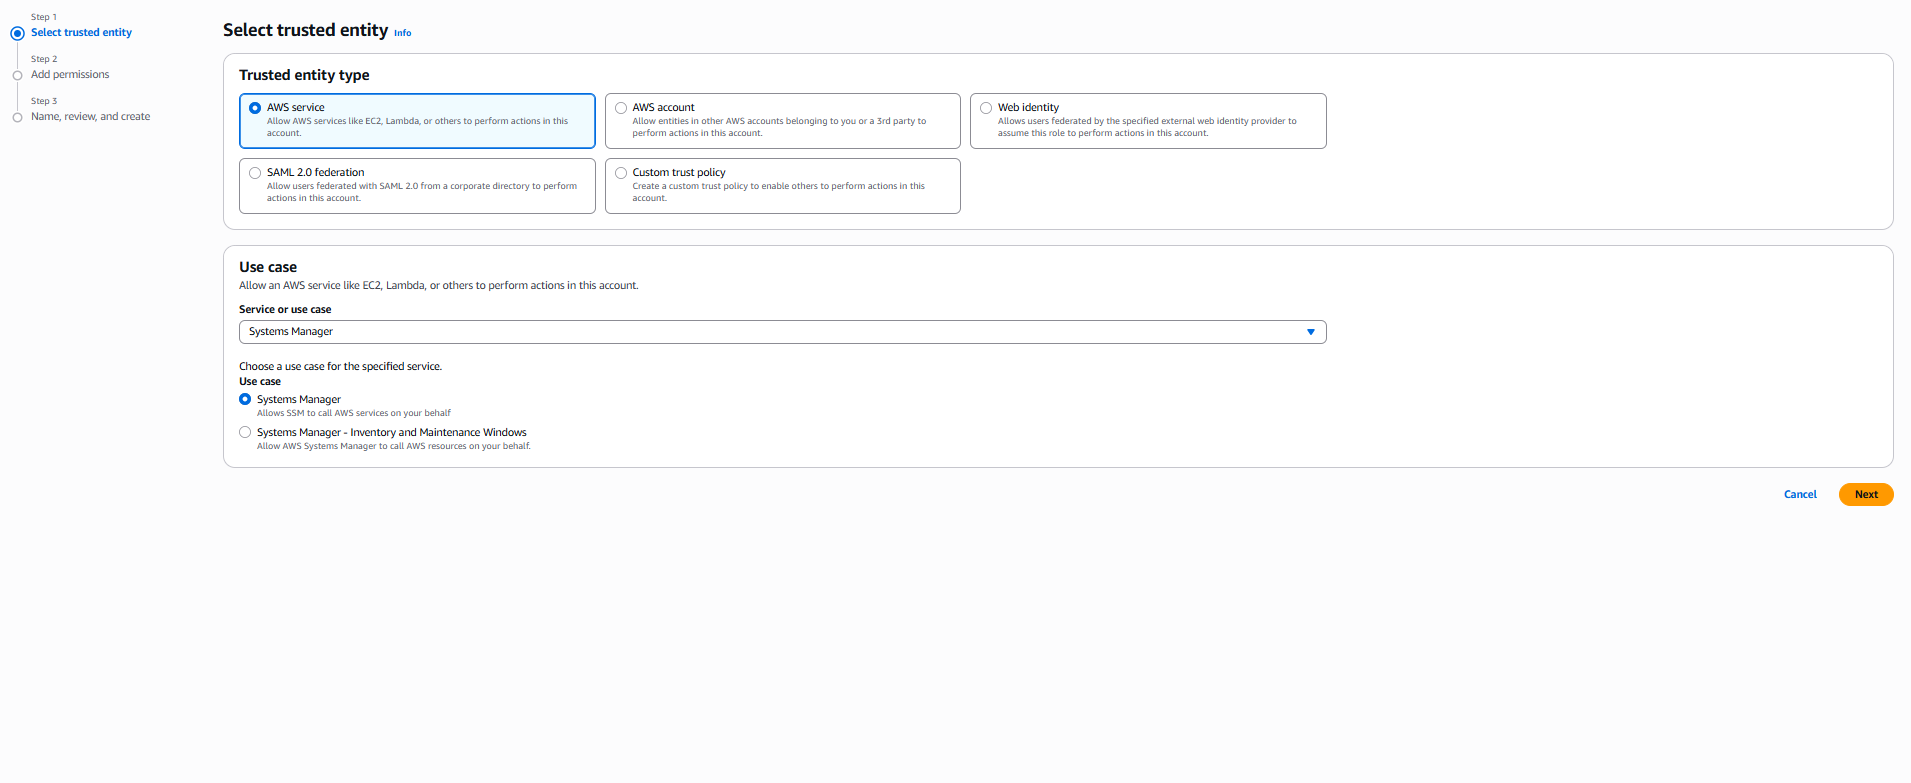 Step 1
Select trusted entity
Step 2
Add permissions
Step 3
Name, review, and create
Select trusted entity Info
Trusted entity type
AWS service
Allow AWS services like EC2, Lambda, or others to perform actions in this
account.
AWS account
Allow entities in other AWS accounts belonging to you or a 3rd party to
perform actions in this account.
Web identity
Allows users federated by the specified external web identity provider to
assume this role to perform actions in this account.
SAML 2.0 federation
Allow users federated with SAML 2.0 from a corporate directory to perform
actions in this account.
Custom trust policy
Create a custom trust policy to enable others to perform actions in this
account.
Use case
Allow an AWS service like EC2, Lambda, or others to perform actions in this account.
Service or use case
Systems Manager
Choose a use case for the specified service.
Use case
Systems Manager
Allows SSM to call AWS services on your behalf
Systems Manager - Inventory and Maintenance Windows
Allow AWS Systems Manager to call AWS resources on your behalf.
Cancel
Next